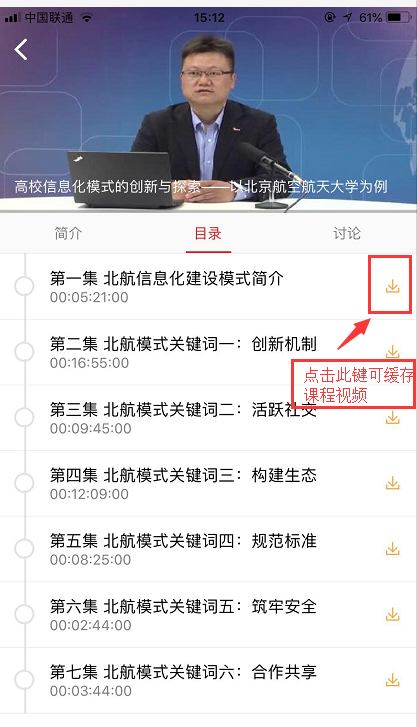 中国联通
15:12
61%
高校信息化模式的创新与探索——以北京航空航天大学为例
简介
目录
讨论
第一集 北航信息化建设模式简介
00:05:21:00
第二集 北航模式关键词一：创新机制
00:16:55:00
点击此键可缓存
课程视频
第三集 北航模式关键词二：活跃社交
00:09:45:00
第四集 北航模式关键词三：构建生态
00:12:09:00
第五集 北航模式关键词四：规范标准
00:08:25:00
第六集 北航模式关键词五：筑牢安全
00:02:44:00
第七集 北航模式关键词六：合作共享
00:03:44:00